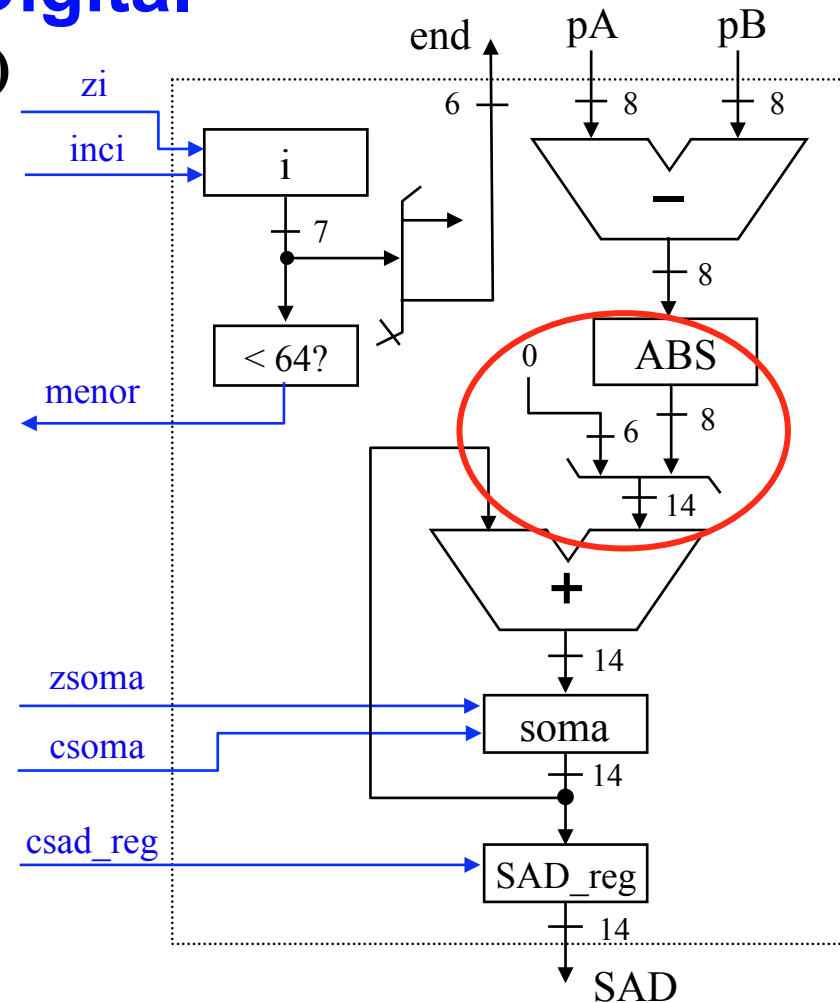 Digital
)
end
pA
pB
zi
6
8
8
inci
i
−
7
8
< 64?
0
ABS
menor
6
8
14
+
14
zsoma
soma
csoma
14
csad_reg
SAD_reg
14
SAD